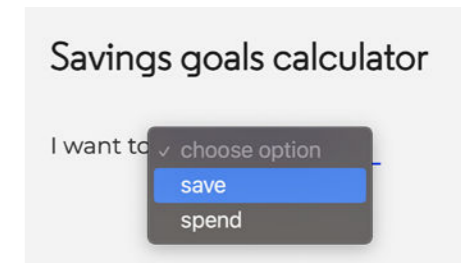 Savings goals calculator
I want to
✓ choose option
save
spend